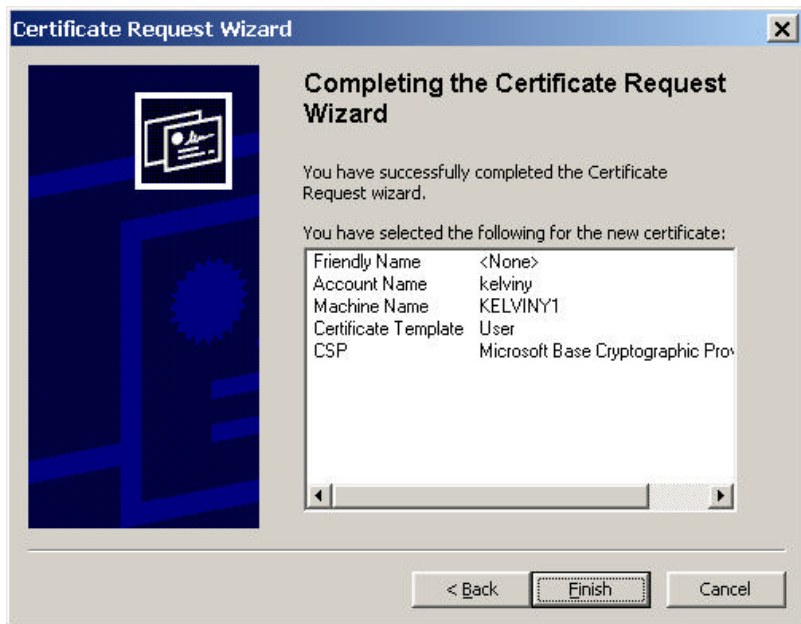 Certificate Request Wizard
Completing the Certificate Request
Wizard
You have successfully completed the Certificate
Request wizard.
You have selected the following for the new certificate:
Friendly Name <None>
Account Name kelviny
Machine Name KELVINY1
Certificate Template User
CSP Microsoft Base Cryptographic
< Back Finish Cancel